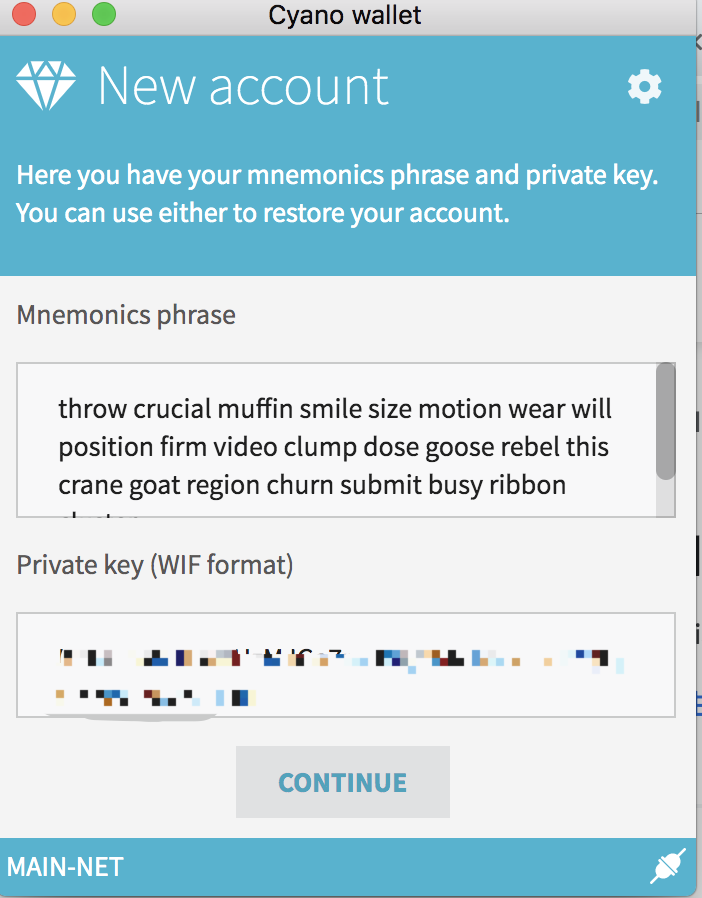 Cyano wallet
New account
Here you have your mnemonics phrase and private key.
You can use either to restore your account.
Mnemonics phrase
throw crucial muffin smile size motion wear will
position firm video clump dose goose rebel this
crane goat region churn submit busy ribbon
Private key (WIF format)
CONTINUE
MAIN-NET